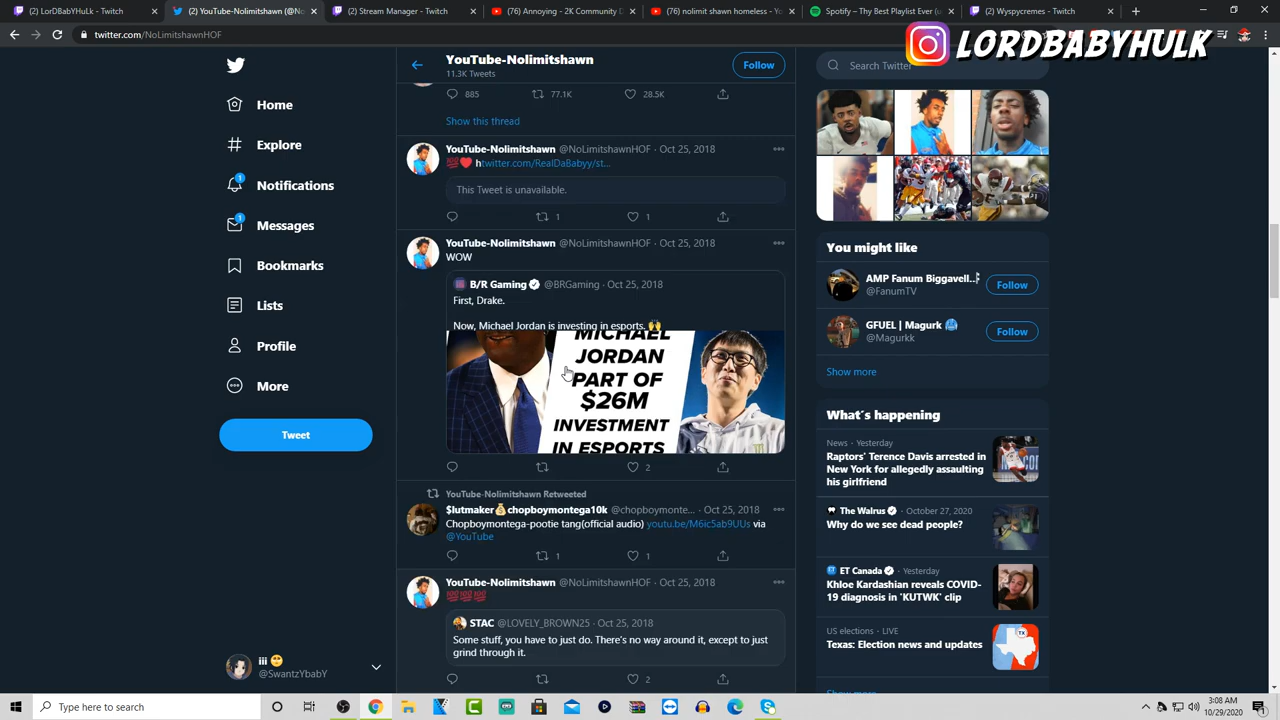 (2) LordBabyHulk - Twitch
(2) YouTube-Nolimitshawn (@No
(2) Stream Manager - Twitch
(76) Annoying - 2K Community D
(76) nolimit shawn homeless - Yo
Spotify – Thy Best Playlist Ever (u
(2) Wyspycremes - Twitch
twitter.com/NoLimitshawnHOF
LORDBABYHULK
YouTube-Nolimitshawn
11.3K Tweets
Follow
Search Twitter
Home
Explore
1
Notifications
1
Messages
Bookmarks
Lists
Profile
More
Tweet
iii
@SwantzYbabY
885 77.1K 28.5K
Show this thread
YouTube-Nolimitshawn @NoLimitshawnHOF · Oct 25, 2018
💯❤️ htwitter.com/RealDaBabyy/st...
This Tweet is unavailable.
1 1
YouTube-Nolimitshawn @NoLimitshawnHOF · Oct 25, 2018
WOW
B/R Gaming @BRGaming · Oct 25, 2018
First, Drake.
Now, Michael Jordan is investing in esports. 🙌
MICHAEL
JORDAN
PART OF
$26M
INVESTMENT
IN ESPORTS
2
YouTube-Nolimitshawn Retweeted
$lutmaker💰chopboymontega10k @chopboymonte... · Oct 25, 2018
Chopboymontega-pootie tang(official audio) youtu.be/M6ic5ab9UUs via
@YouTube
1 1
YouTube-Nolimitshawn @NoLimitshawnHOF · Oct 25, 2018
💯💯💯
STAC @LOVELY_BROWN25 · Oct 25, 2018
Some stuff, you have to just do. There's no way around it, except to just
grind through it.
2
You might like
AMP Fanum Biggavell..
@FanumTV
Follow
GFUEL | Magurk
@Magurkk
Follow
Show more
What's happening
News · Yesterday
Raptors' Terence Davis arrested in
New York for allegedly assaulting
his girlfriend
The Walrus · October 27, 2020
Why do we see dead people?
ET Canada · Yesterday
Khloe Kardashian reveals COVID-
19 diagnosis in 'KUTWK' clip
US elections · LIVE
Texas: Election news and updates
Type here to search
3:08 AM
10/29/2020